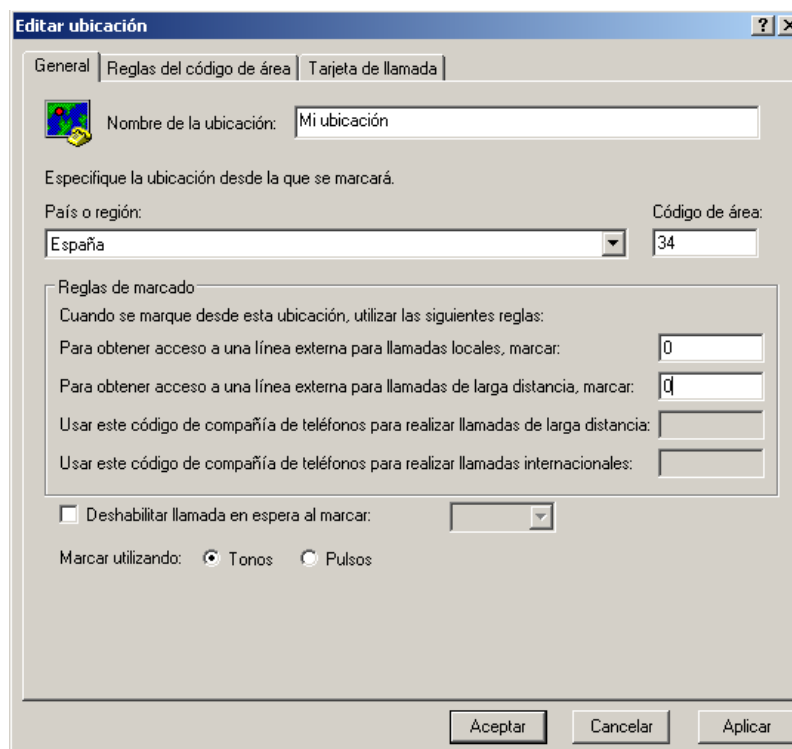 Editar ubicación
General Reglas del código de área Tarjeta de llamada
Nombre de la ubicación: Mi ubicación
Especifique la ubicación desde la que se marcará.
País o región: Código de área:
España 34
Reglas de marcado
Cuando se marque desde esta ubicación, utilizar las siguientes reglas:
Para obtener acceso a una línea externa para llamadas locales, marcar: 0
Para obtener acceso a una línea externa para llamadas de larga distancia, marcar: 0
Usar este código de compañía de teléfonos para realizar llamadas de larga distancia:
Usar este código de compañía de teléfonos para realizar llamadas internacionales:
Deshabilitar llamada en espera al marcar:
Marcar utilizando: Tonos Pulsos
Aceptar Cancelar Aplicar